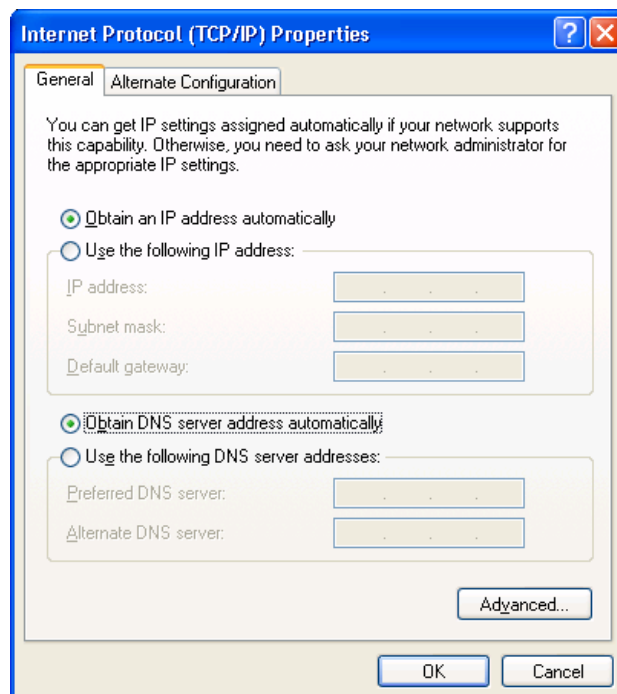 Internet Protocol (TCP/IP) Properties
General
Alternate Configuration
You can get IP settings assigned automatically if your network supports
this capability. Otherwise, you need to ask your network administrator for
the appropriate IP settings.
Obtain an IP address automatically
Use the following IP address:
IP address:
Subnet mask:
Default gateway:
Obtain DNS server address automatically
Use the following DNS server addresses:
Preferred DNS server:
Alternate DNS server:
Advanced...
OK
Cancel